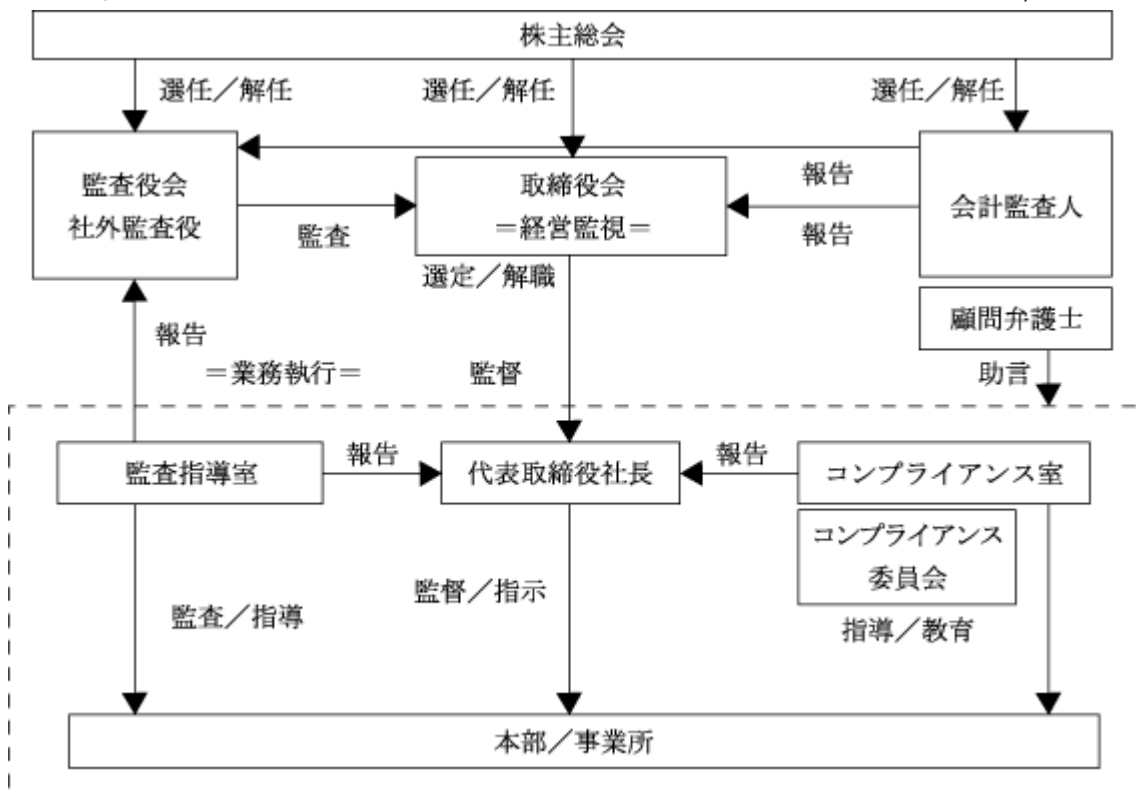 株主総会
選任／解任
選任／解任
選任／解任
監査役会
社外監査役
取締役会
＝経営監視＝
会計監査人
報告
監査
報告
選定／解職
顧問弁護士
報告
＝業務執行＝
監督
助言
監査指導室
報告
代表取締役社長
報告
コンプライアンス室
コンプライアンス
委員会
監査／指導
監督／指示
指導／教育
本部／事業所